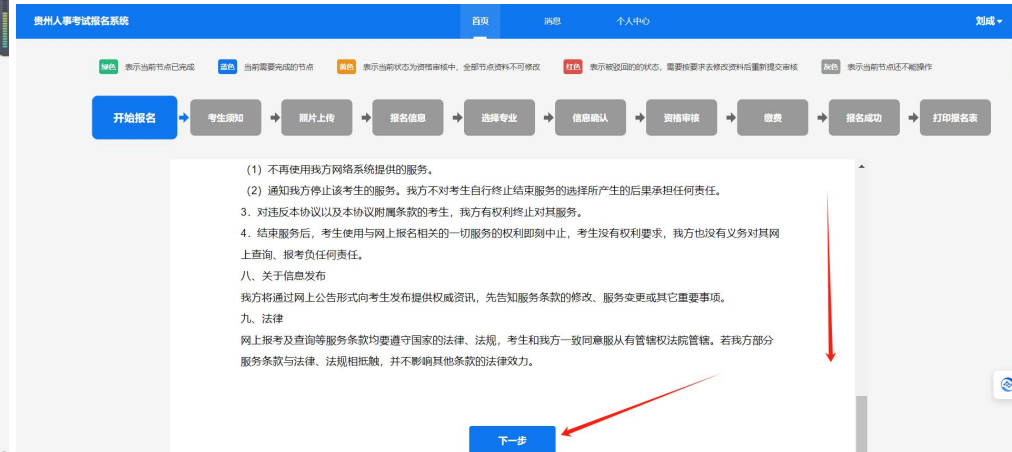 贵州人事考试报名系统 首页 消息 个人中心 刘成
绿色 表示当前节点已完成 蓝色 当前需要完成的节点 黄色 表示当前状态为资格审核中，全部节点资料不可修改 红色 表示被驳回的的状态，需要按要求去修改资料后重新提交审核 灰色 表示当前节点还不能操作
开始报名 考生须知 照片上传 报名信息 选择专业 信息确认 资格审核 缴费 报名成功 打印报名表
（1）不再使用我方网络系统提供的服务。
（2）通知我方停止该考生的服务。我方不对考生自行终止结束服务的选择所产生的后果承担任何责任。
3．对违反本协议以及本协议附属条款的考生，我方有权利终止对其服务。
4．结束服务后，考生使用与网上报名相关的一切服务的权利即刻中止，考生没有权利要求，我方也没有义务对其网
上查询、报考负任何责任。
八、关于信息发布
我方将通过网上公告形式向考生发布提供权威资讯，先告知服务条款的修改、服务变更或其它重要事项。
九、法律
网上报考及查询等服务条款均要遵守国家的法律、法规，考生和我方一致同意服从有管辖权法院管辖。若我方部分
服务条款与法律、法规相抵触，并不影响其他条款的法律效力。
下一步